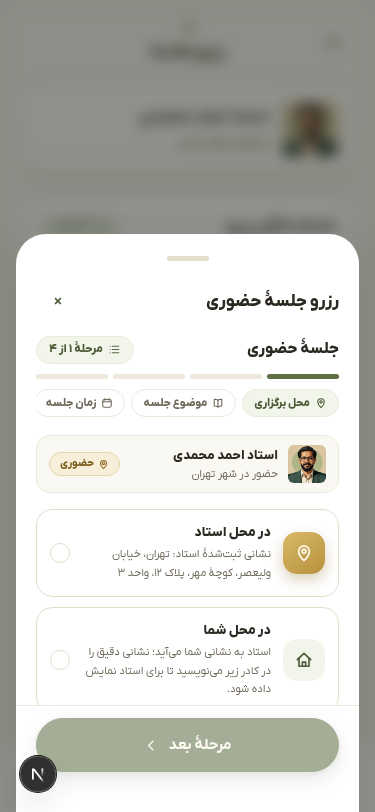 رزرو جلسهٔ حضوری
×
جلسهٔ حضوری
مرحلهٔ ۱ از ۴
محل برگزاری
موضوع جلسه
زمان جلسه
استاد احمد محمدی
حضور در شهر تهران
حضوری
در محل استاد
نشانی ثبت‌شدهٔ استاد: تهران، خیابان
ولیعصر، کوچهٔ مهر، پلاک ۱۲، واحد ۳
در محل شما
استاد به نشانی شما می‌آید؛ نشانی دقیق را
در کادر زیر می‌نویسید تا برای استاد نمایش
داده شود.
مرحلهٔ بعد
N